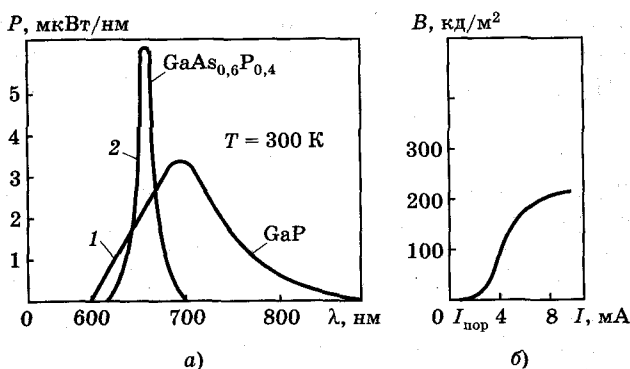 P, мкВт/нм
GaAs0,6P0,4
5
4
3
2
1
2
1
T = 300 K
GaP
0
600
700
800
λ, нм
а)
B, кд/м²
300
200
100
0
Iпор
4
8
I, мА
б)